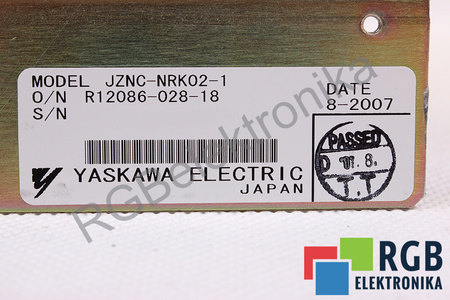 MODEL JZNC-NRK02-1
O/N R12086-028-18
S/N
DATE
8-2007
YASKAWA ELECTRIC
JAPAN
PASSED
T.T
RGBelektronika
RGB
ELEKTRONIKA